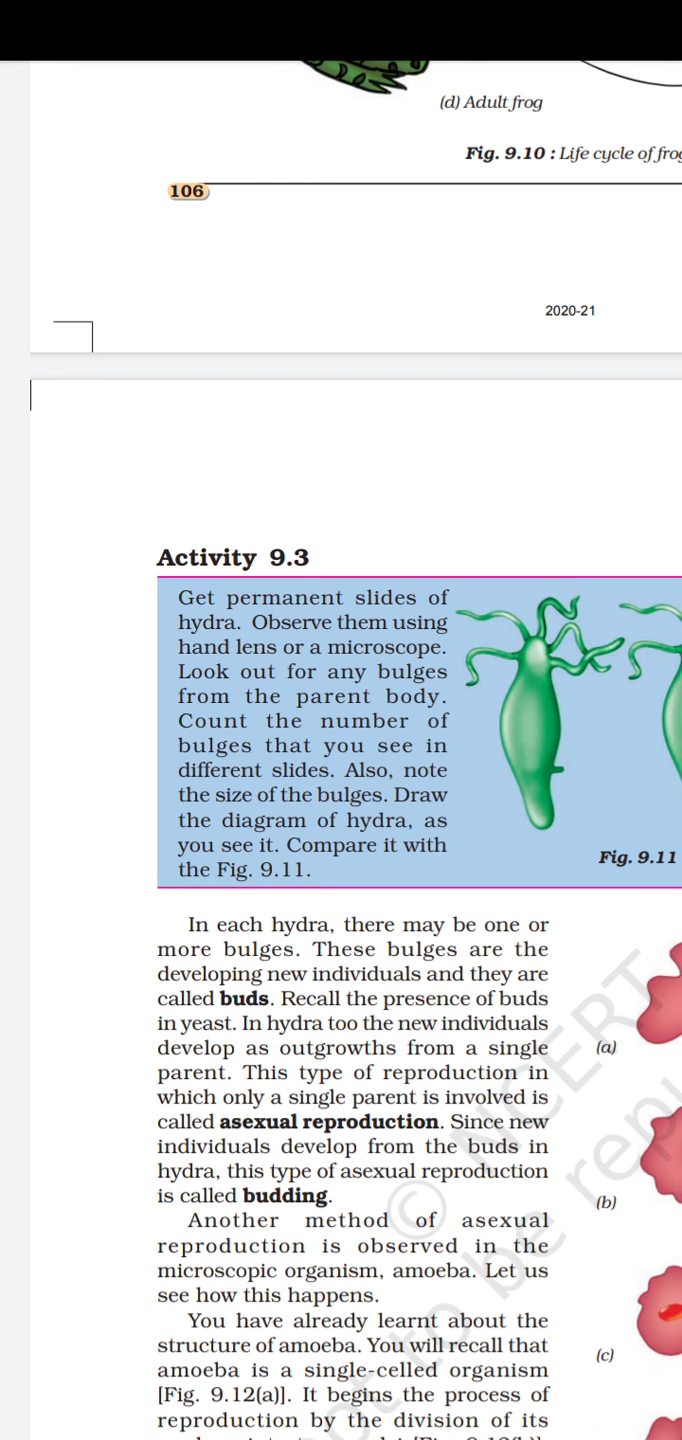 (d) Adult frog
Fig. 9.10 : Life cycle of
106
2020-21
Activity 9.3
Get permanent slides of
hydra. Observe them using
hand lens or a microscope.
Look out for any bulges
from the parent body.
Count the number of
bulges that you see in
different slides. Also, note
the size of the bulges. Draw
the diagram of hydra, as
you see it. Compare it with
the Fig. 9.11.
Fig. 9.11
In each hydra, there may be one or
more bulges. These bulges are the
developing new individuals and they are
called buds. Recall the presence of buds
in yeast. In hydra too the new individuals
develop as outgrowths from a single
parent. This type of reproduction in
which only a single parent is involved is
called asexual reproduction. Since new
individuals develop from the buds in
hydra, this type of asexual reproduction
is called budding.
Another method of asexual
reproduction is observed in the
microscopic organism, amoeba. Let us
see how this happens.
You have already learnt about the
structure of amoeba. You will recall that
amoeba is a single-celled organism
[Fig. 9.12(a)]. It begins the process of
reproduction by the division of its
(a)
(b)
(c)
© NCERT
to be